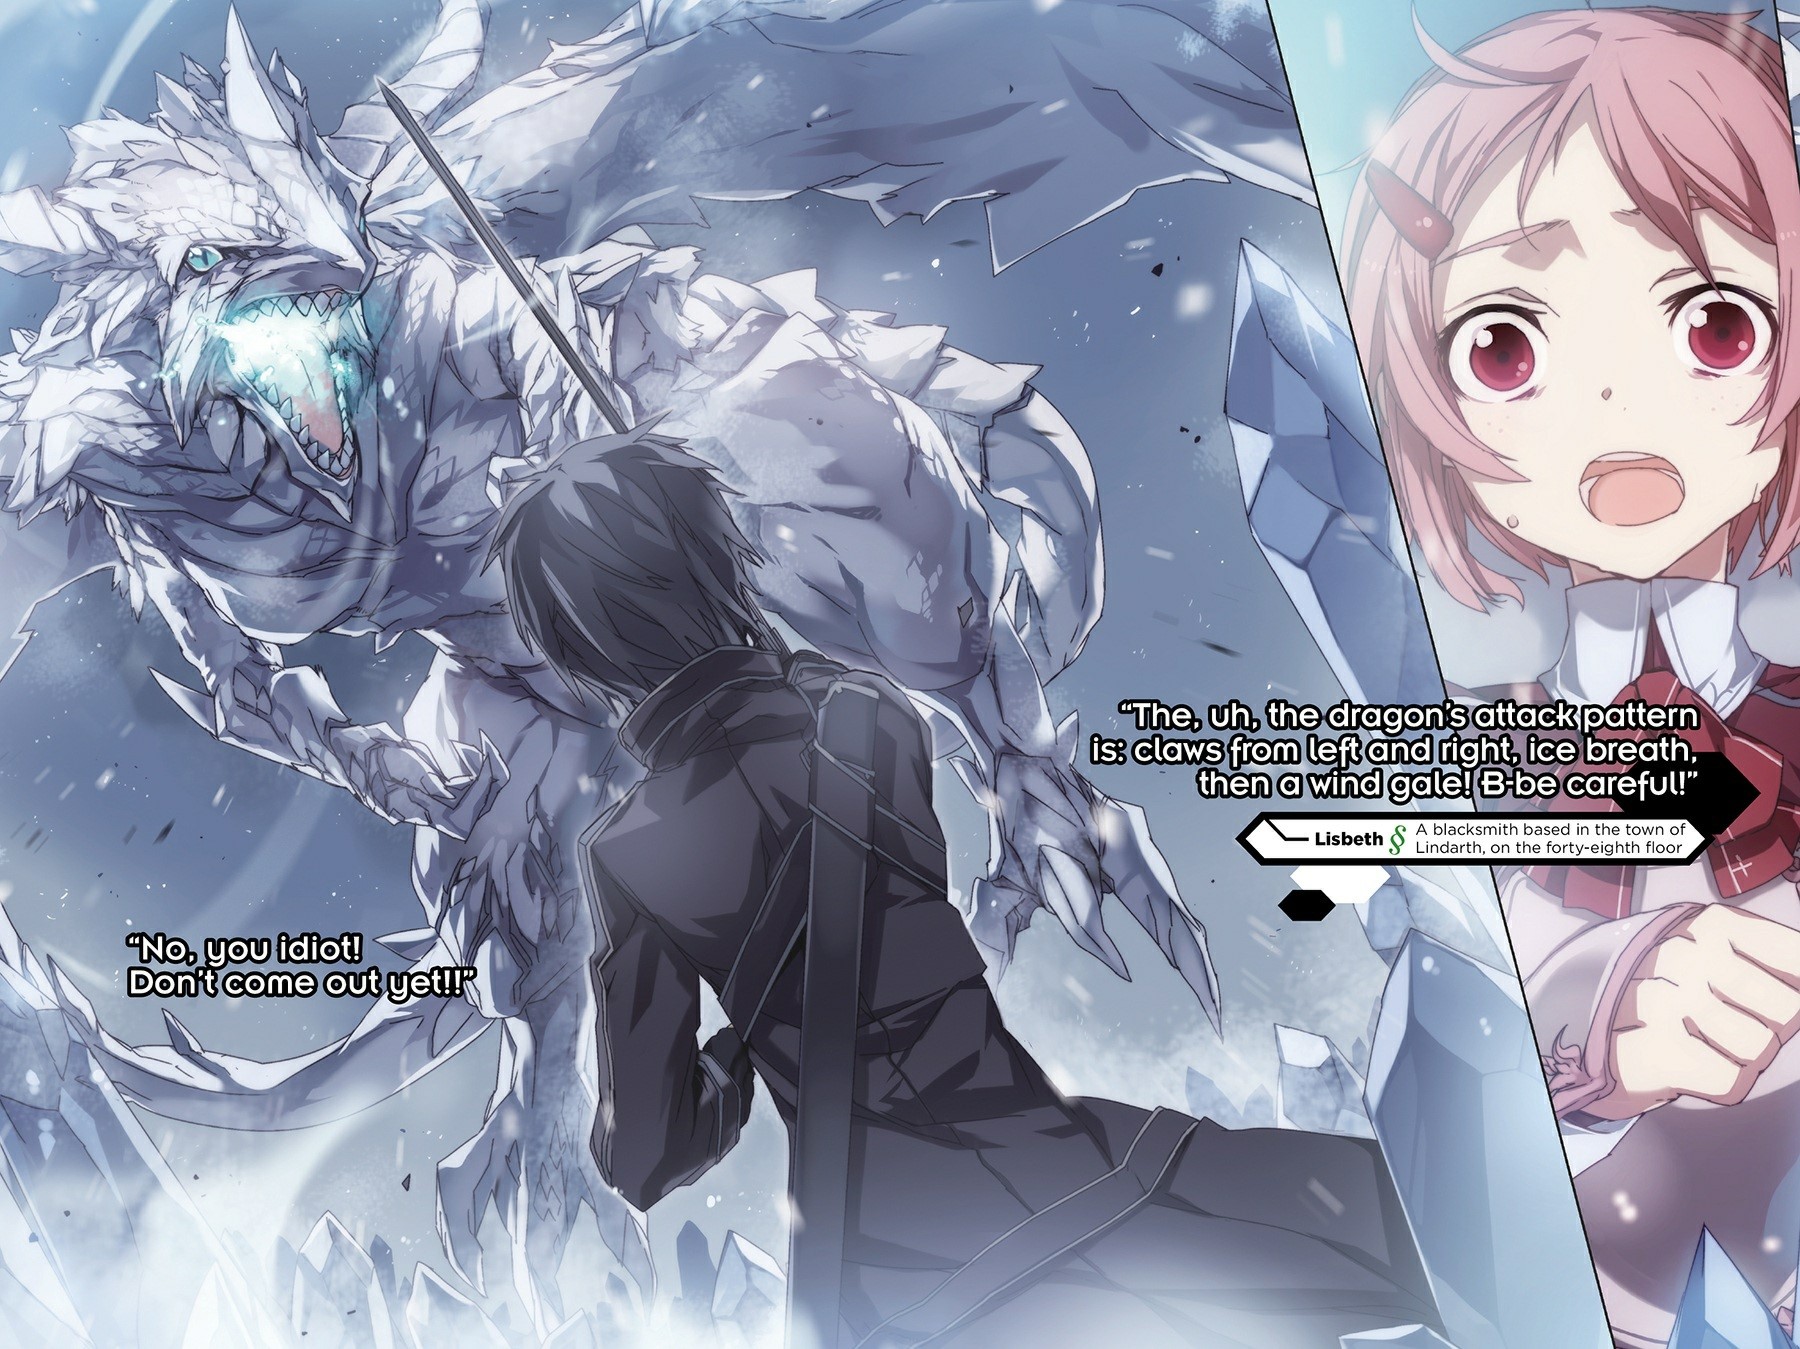 “The, uh, the dragon’s attack pattern
is: claws from left and right, ice breath,
then a wind gale! B-be careful!”
Lisbeth § A blacksmith based in the town of
Lindarth, on the forty-eighth floor
“No, you idiot!
Don’t come out yet!!”